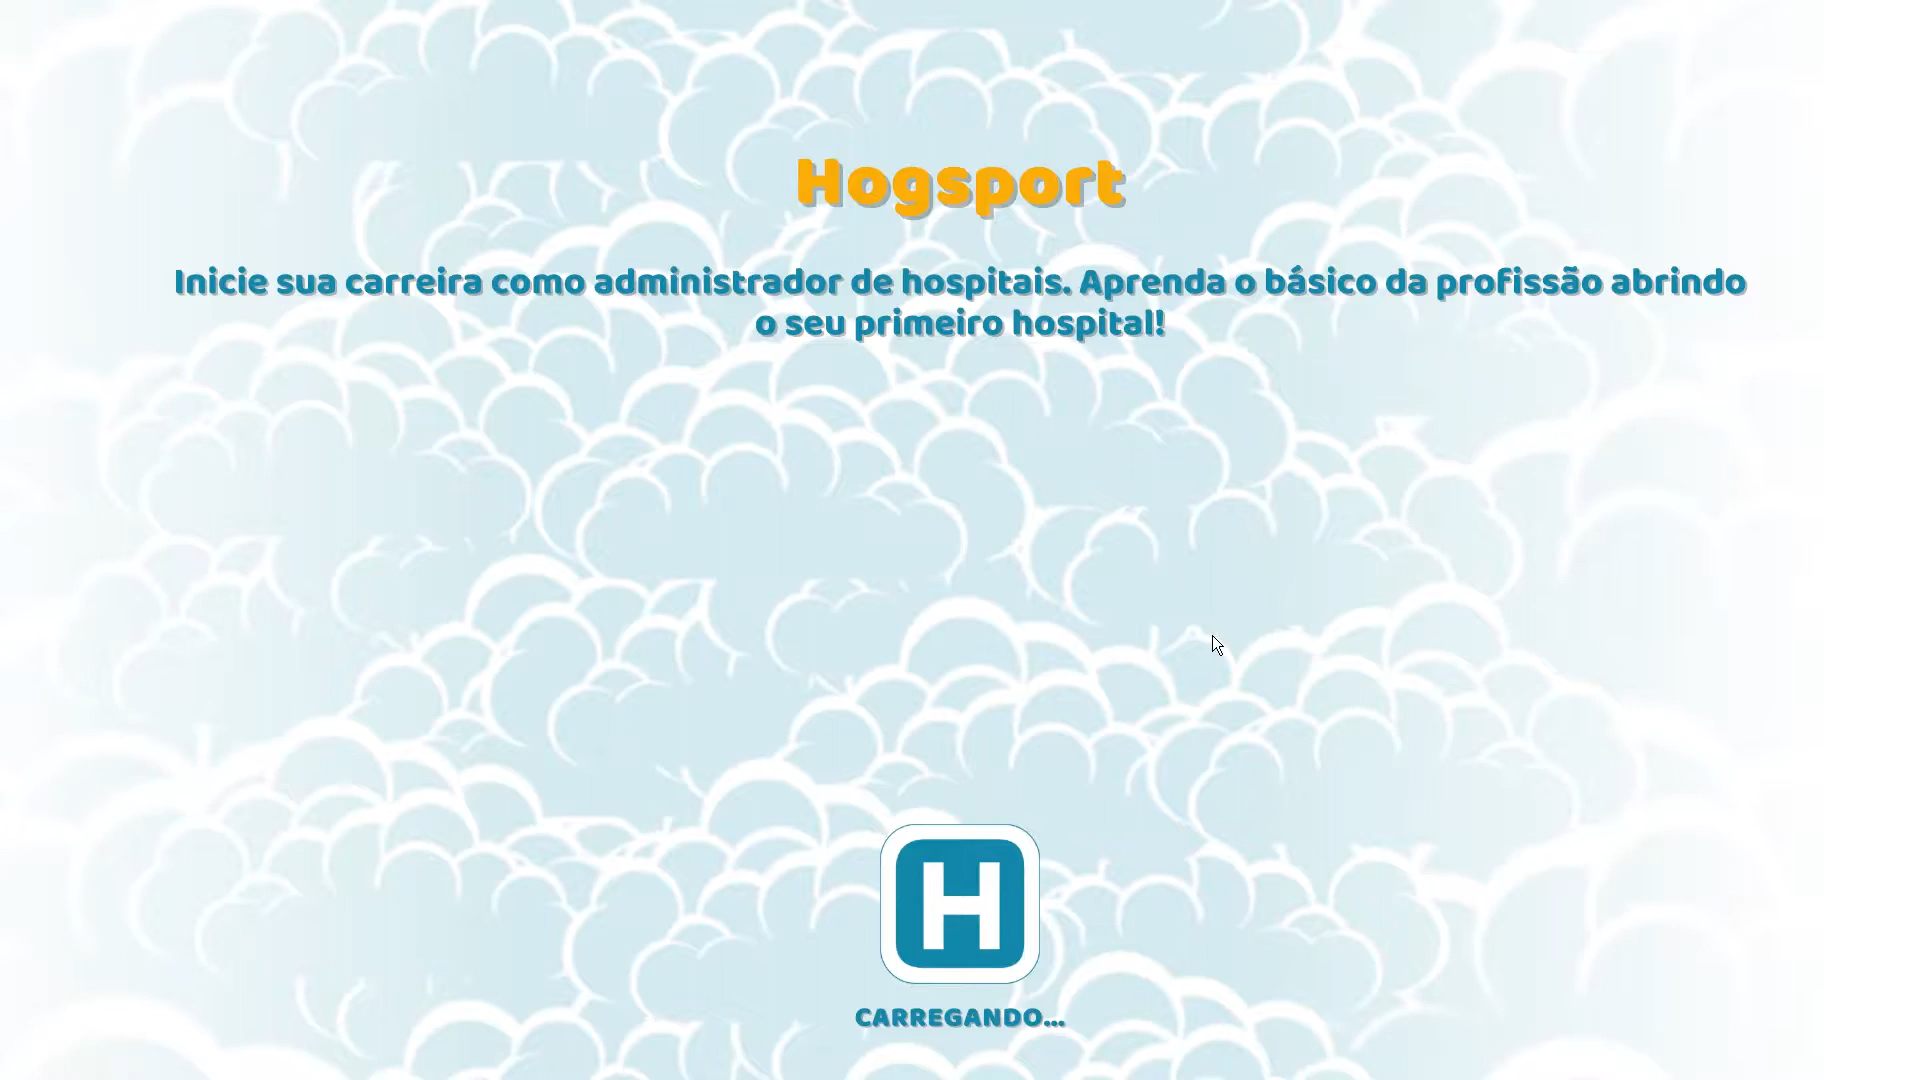 Hogsport
Inicie sua carreira como administrador de hospitais. Aprenda o básico da profissão abrindo
o seu primeiro hospital!
H
CARREGANDO...